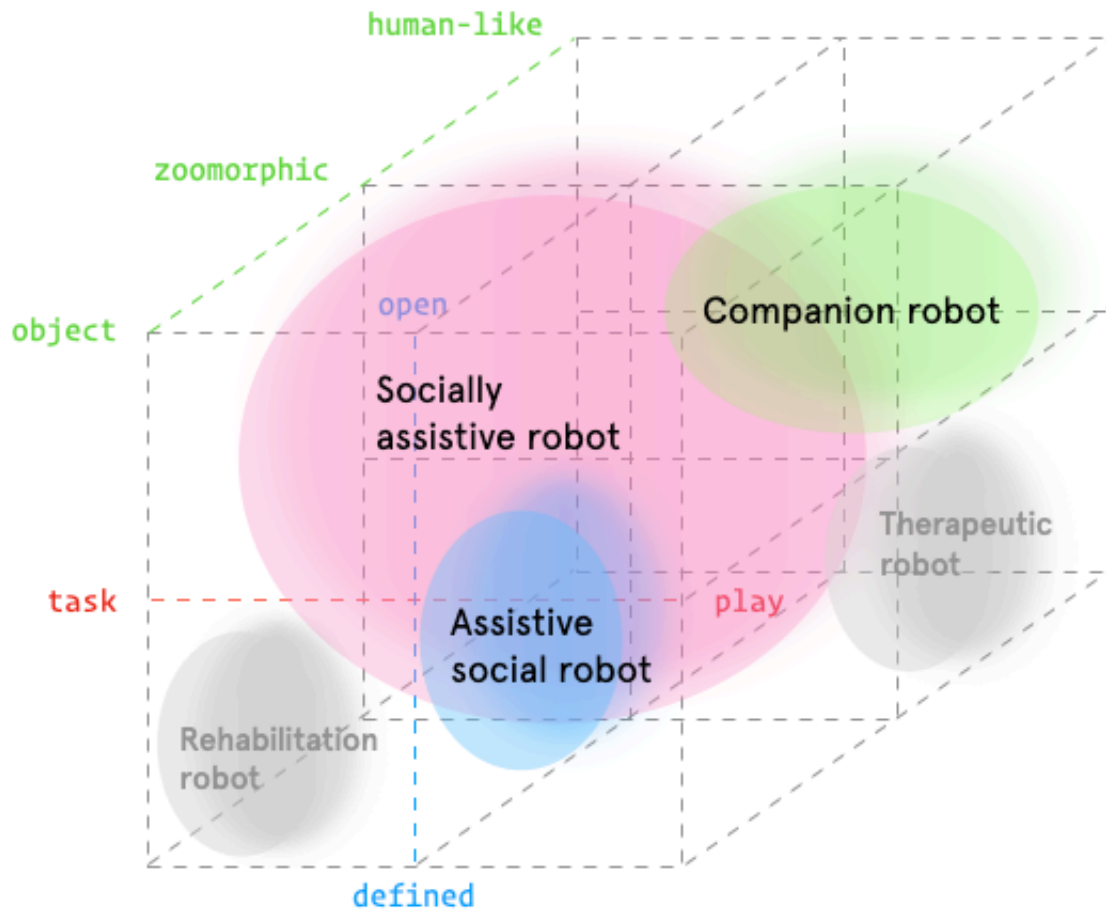 human-like
zoomorphic
object
open
Companion robot
Socially
assistive robot
Therapeutic
robot
task
play
Assistive
social robot
Rehabilitation
robot
defined